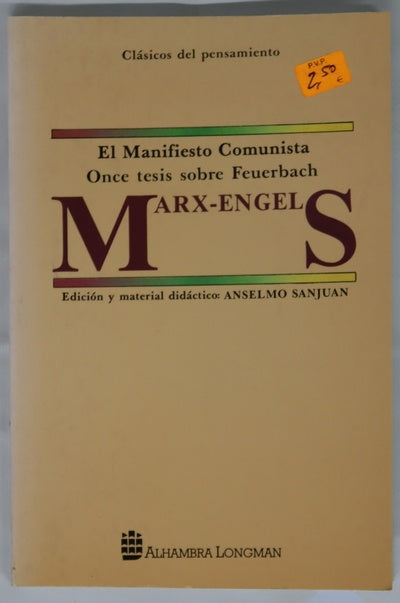 Clásicos del pensamiento
P.V.P.
2,50
€
El Manifiesto Comunista
Once tesis sobre Feuerbach
MARX-ENGELS
Edición y material didáctico: ANSELMO SANJUAN
ALHAMBRA LONGMAN